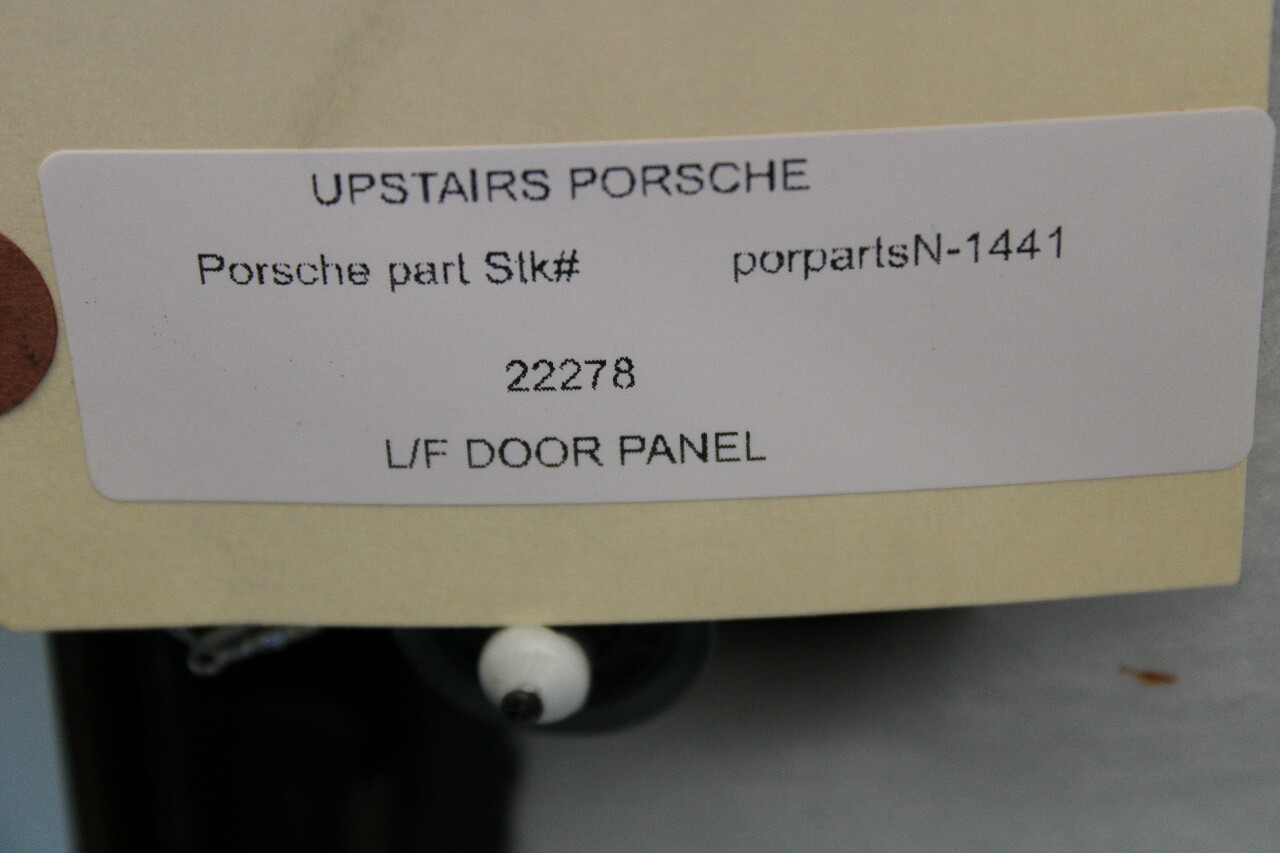 UPSTAIRS PORSCHE
Porsche part Stk# porpartsN-1441
22278
L/F DOOR PANEL